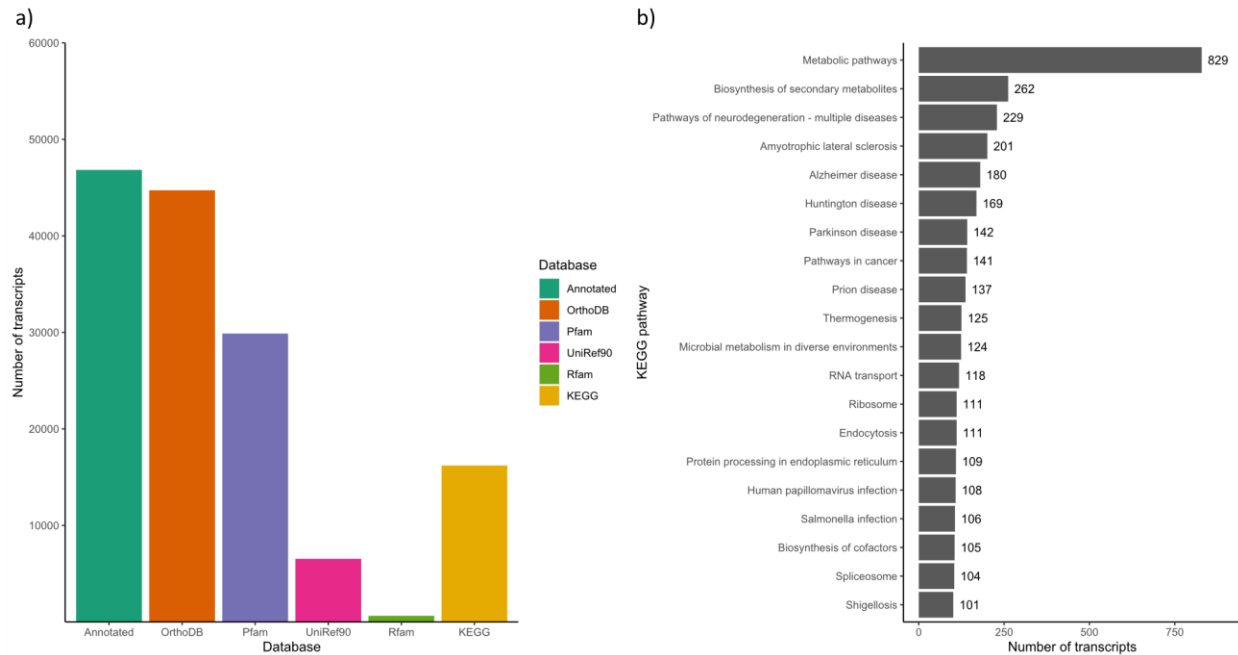 a)
60000
50000
40000
30000
20000
10000
Number of transcripts
Annotated
OrthoDB
Pfam
UniRef90
Rfam
KEGG
Database
Database
Annotated
OrthoDB
Pfam
UniRef90
Rfam
KEGG
b)
KEGG pathway
Metabolic pathways 829
Biosynthesis of secondary metabolites 262
Pathways of neurodegeneration - multiple diseases 229
Amyotrophic lateral sclerosis 201
Alzheimer disease 180
Huntington disease 169
Parkinson disease 142
Pathways in cancer 141
Prion disease 137
Thermogenesis 125
Microbial metabolism in diverse environments 124
RNA transport 118
Ribosome 111
Endocytosis 111
Protein processing in endoplasmic reticulum 109
Human papillomavirus infection 108
Salmonella infection 106
Biosynthesis of cofactors 105
Spliceosome 104
Shigellosis 101
0 250 500 750
Number of transcripts